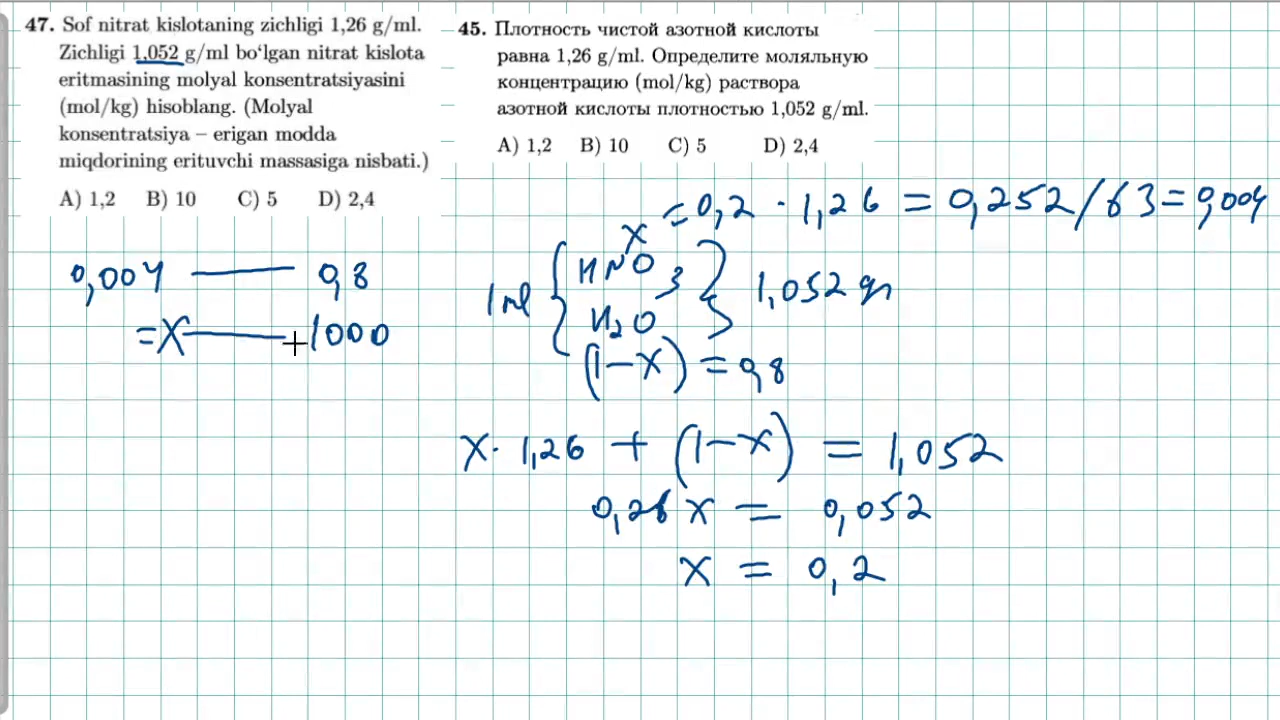 47. Sof nitrat kislotaning zichligi 1,26 g/ml.
Zichligi 1,052 g/ml bo‘lgan nitrat kislota
eritmasining molyal konsentratsiyasini
(mol/kg) hisoblang. (Molyal
konsentratsiya – erigan modda
miqdorining erituvchi massasiga nisbati.)
A) 1,2 B) 10 C) 5 D) 2,4
45. Плотность чистой азотной кислоты
равна 1,26 g/ml. Определите моляльную
концентрацию (mol/kg) раствора
азотной кислоты плотностью 1,052 g/ml.
A) 1,2 B) 10 C) 5 D) 2,4
x = 0,2 · 1,26 = 0,252 / 63 = 0,004
1 ml { HNO3 } 1,052 gr
H2O
(1 – x) = 0,8
x · 1,26 + (1 – x) = 1,052
0,26 x = 0,052
x = 0,2
0,004 — 0,8
= x — 1000